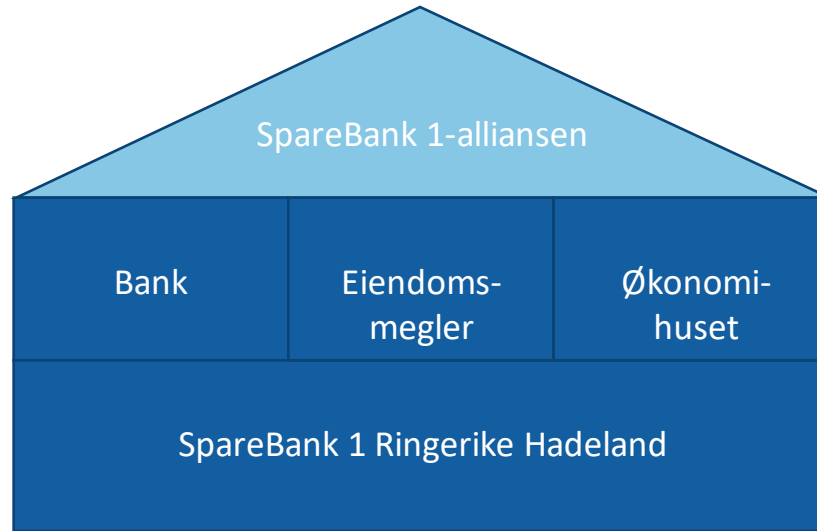 SpareBank 1-alliansen
Bank
Eiendoms-
megler
Økonomi-
huset
SpareBank 1 Ringerike Hadeland